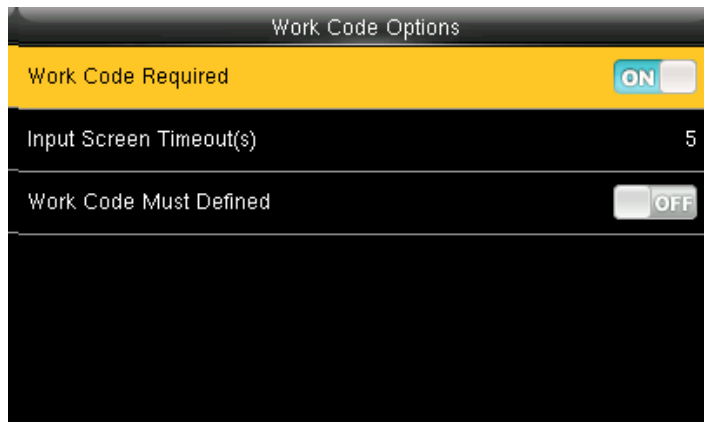 Work Code Options
Work Code Required ON
Input Screen Timeout(s) 5
Work Code Must Defined OFF